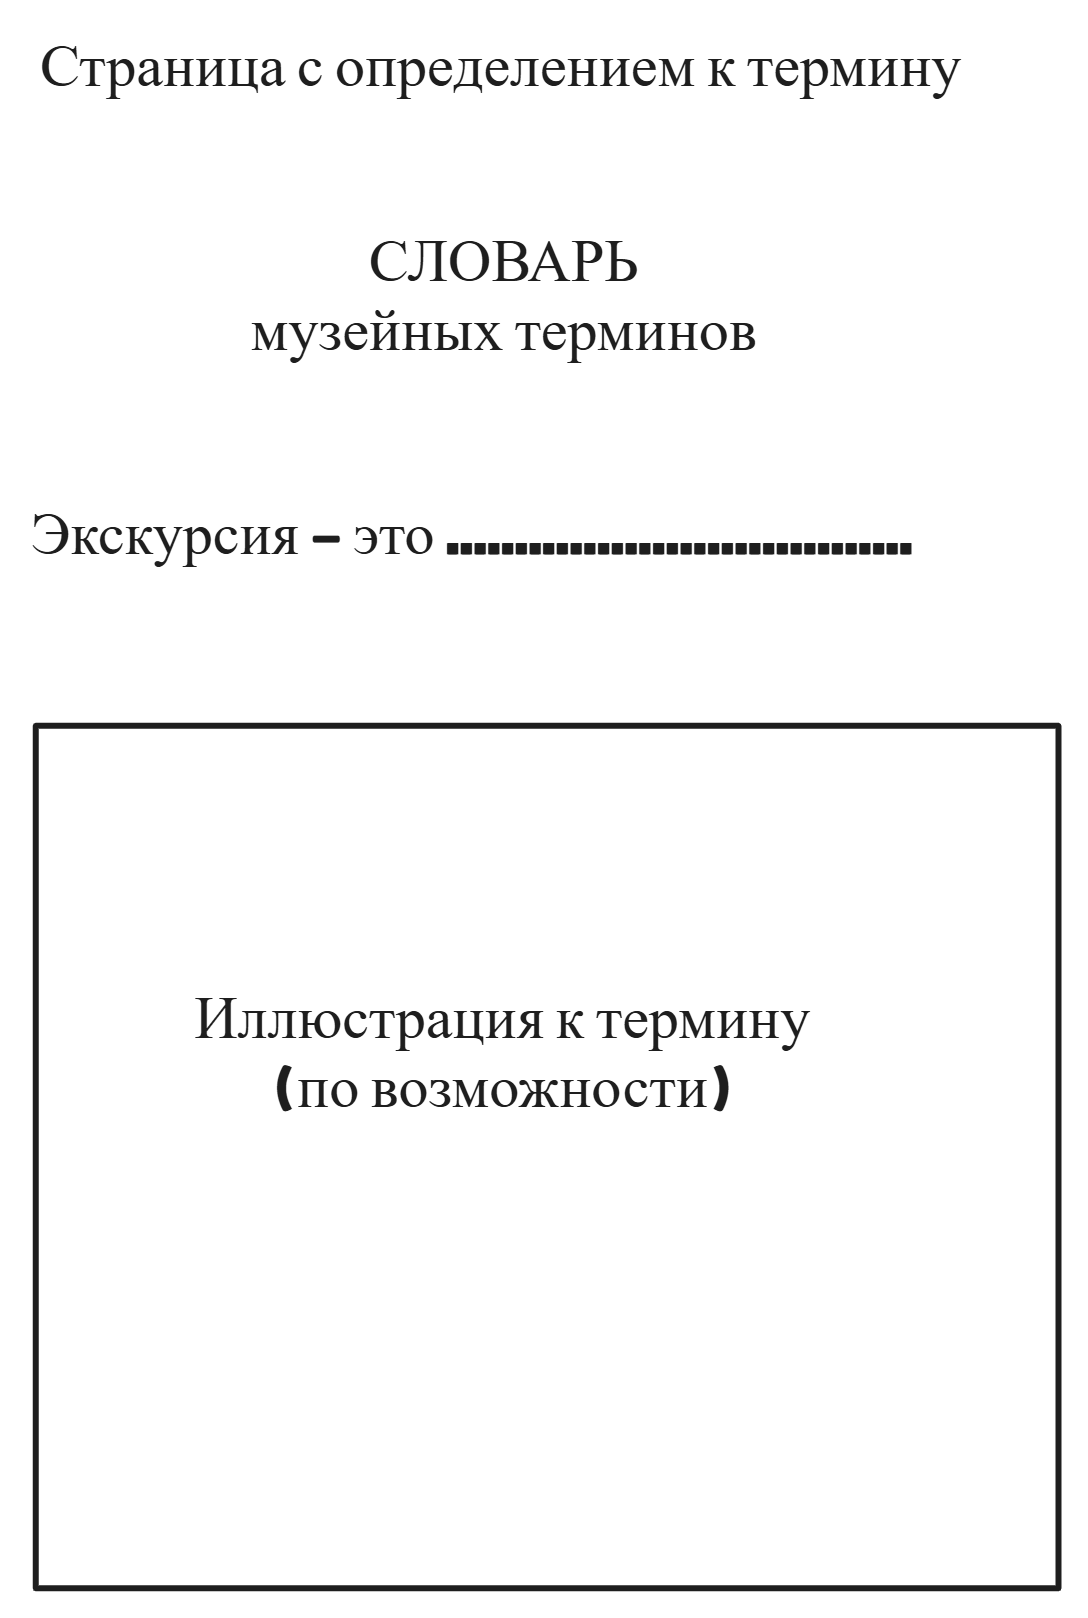 Страница с определением к термину
СЛОВАРЬ
музейных терминов
Экскурсия – это ..................................
Иллюстрация к термину
(по возможности)